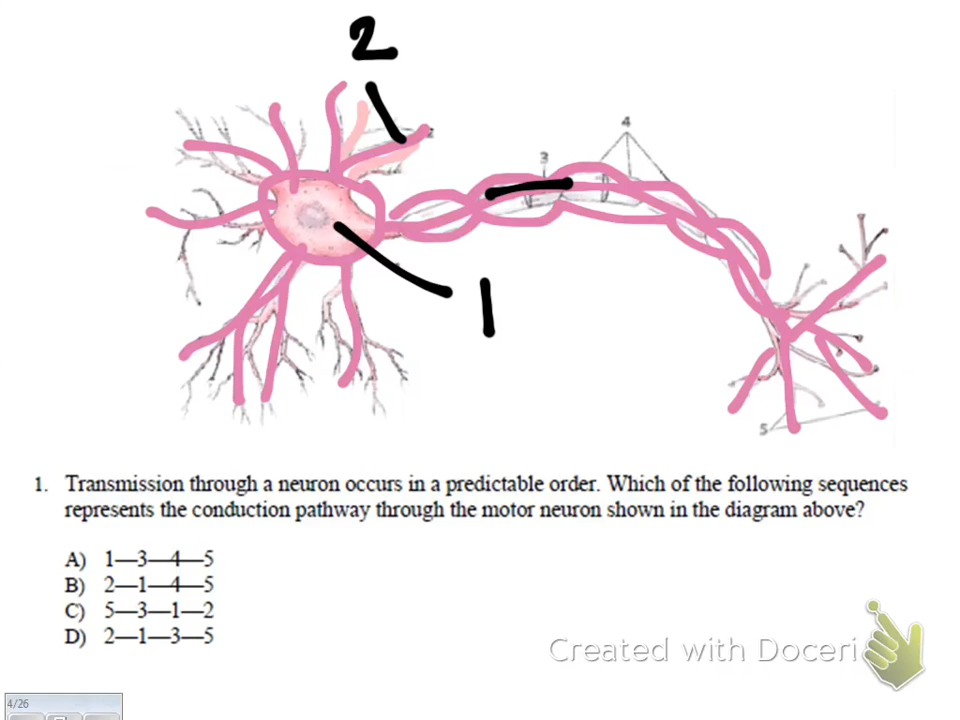 2
2
4
3
1
5
1. Transmission through a neuron occurs in a predictable order. Which of the following sequences
represents the conduction pathway through the motor neuron shown in the diagram above?
A) 1—3—4—5
B) 2—1—4—5
C) 5—3—1—2
D) 2—1—3—5
Created with Doceri
4/26